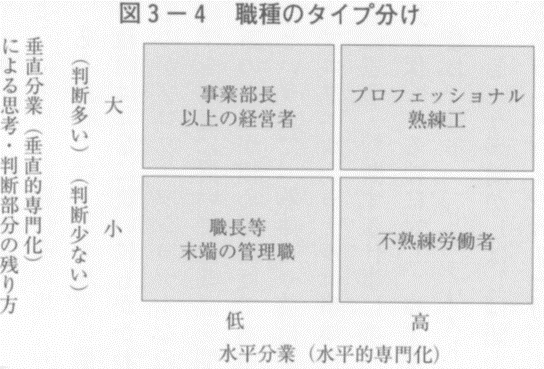 図3−4　職種のタイプ分け
垂直分業（垂直的専門化）
による思考・判断部分の残り方
（判断多い）
大
（判断少ない）
小
事業部長
以上の経営者
プロフェッショナル
熟練工
職長等
末端の管理職
不熟練労働者
低
高
水平分業（水平的専門化）